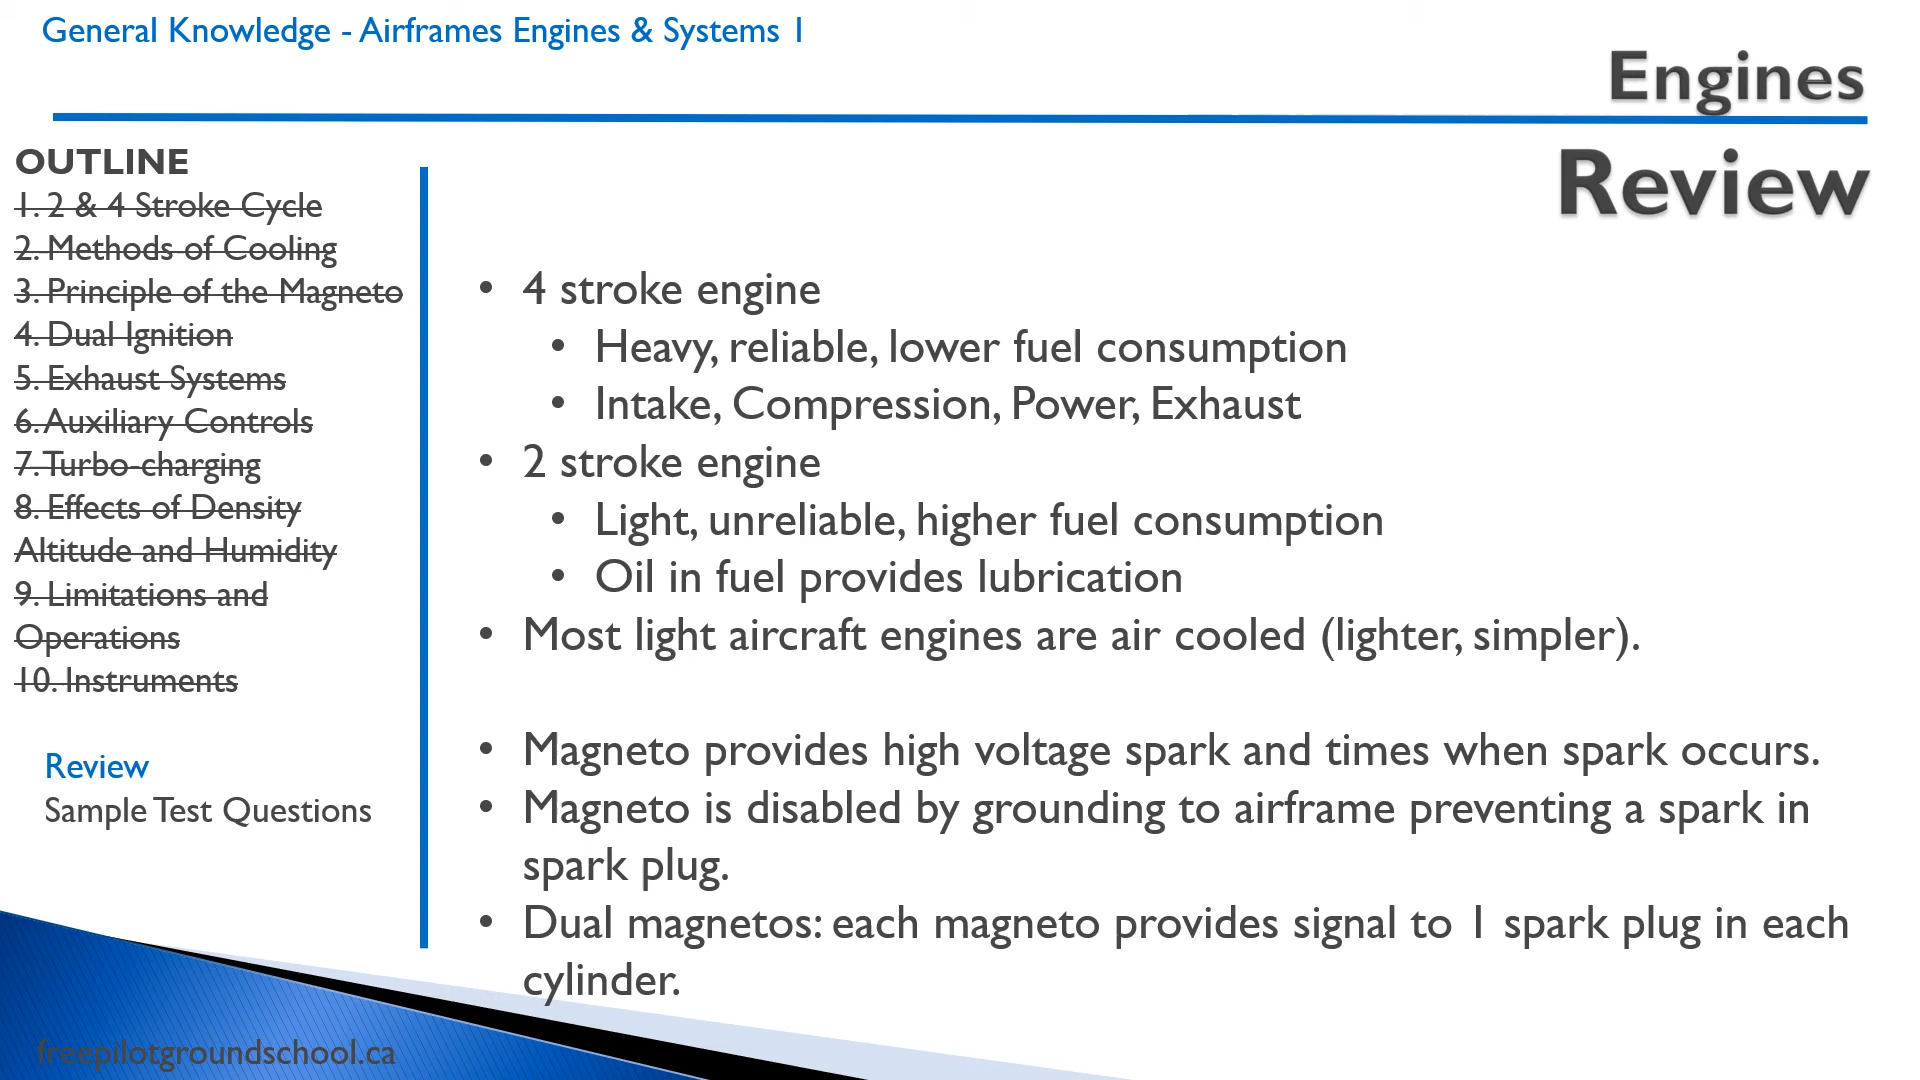 General Knowledge - Airframes Engines & Systems 1
Engines
Review
OUTLINE
1. 2 & 4 Stroke Cycle
2. Methods of Cooling
3. Principle of the Magneto
4. Dual Ignition
5. Exhaust Systems
6. Auxiliary Controls
7. Turbo-charging
8. Effects of Density
Altitude and Humidity
9. Limitations and
Operations
10. Instruments
Review
Sample Test Questions
• 4 stroke engine
• Heavy, reliable, lower fuel consumption
• Intake, Compression, Power, Exhaust
• 2 stroke engine
• Light, unreliable, higher fuel consumption
• Oil in fuel provides lubrication
• Most light aircraft engines are air cooled (lighter, simpler).
• Magneto provides high voltage spark and times when spark occurs.
• Magneto is disabled by grounding to airframe preventing a spark in
spark plug.
• Dual magnetos: each magneto provides signal to 1 spark plug in each
cylinder.
freepilotgroundschool.ca